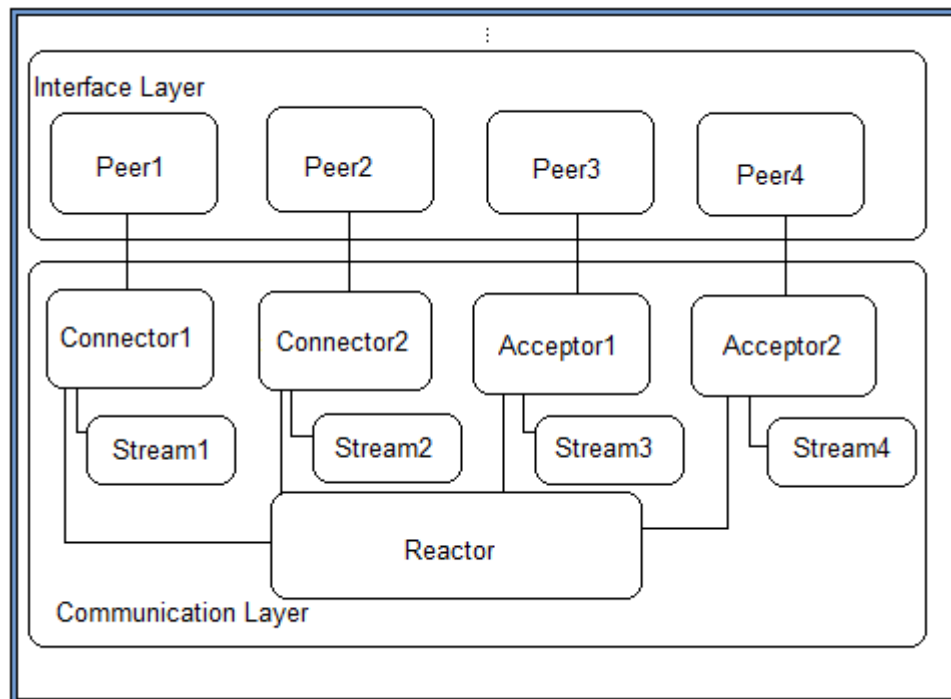 Interface Layer
Peer1
Peer2
Peer3
Peer4
Connector1
Connector2
Acceptor1
Acceptor2
Stream1
Stream2
Stream3
Stream4
Reactor
Communication Layer